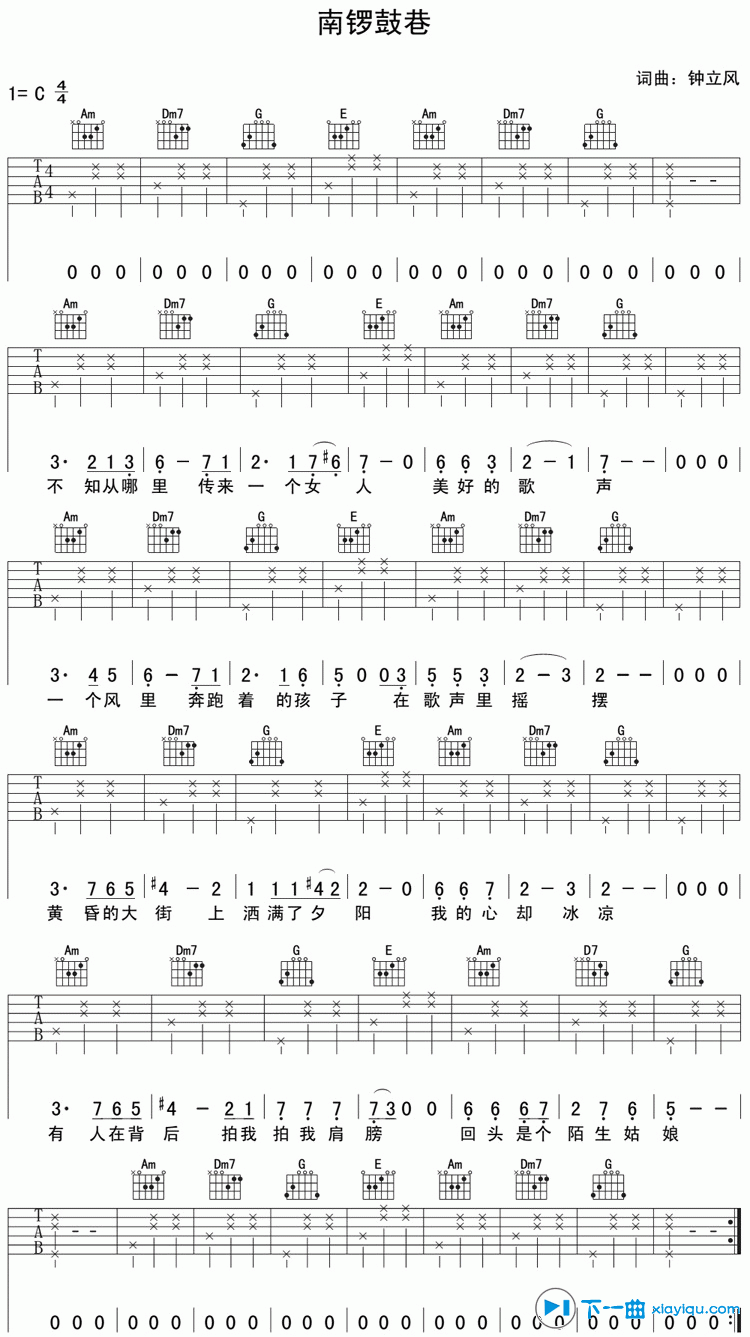 南锣鼓巷
词曲：钟立风
1= C 4/4
Am Dm7 G E Am Dm7 G
T A B 4 4
0 0 0 | 0 0 0 | 0 0 0 | 0 0 0 | 0 0 0 | 0 0 0 | 0 0 0 | 0 0 0
Am Dm7 G E Am Dm7 G
T A B
3· 2 1 3 | 6 - 7 1 | 2· 1 7 #6 | 7 - 0 | 6 6 3 | 2 - 1 | 7 - - | 0 0 0
不 知从哪 里 传来 一 个女 人 美好的 歌 声
Am Dm7 G E Am Dm7 G
T A B
3· 4 5 | 6 - 7 1 | 2· 1 6 | 5 0 0 3 | 5 5 3 | 2 - 3 | 2 - - | 0 0 0
一 个风 里 奔跑 着 的孩 子 在 歌声里 摇 摆
Am Dm7 G E Am Dm7 G
T A B
3· 7 6 5 | #4 - 2 | 1 1 1 #4 2 | 2 - 0 | 6 6 7 | 2 - 3 | 2 - - | 0 0 0
黄 昏的大 街 上 洒满了夕 阳 我的心 却 冰 凉
Am Dm7 G E Am D7 G
T A B
3· 7 6 5 | #4 - 2 1 | 7 7 7 | 7 3 0 0 | 6 6 6 7 | 2 7 6 | 5 - -
有 人在背 后 拍我 拍我肩 膀 回头是个 陌生姑 娘
Am Dm7 G E Am Dm7 G
T A B
0 0 0 | 0 0 0 | 0 0 0 | 0 0 0 | 0 0 0 | 0 0 0 | 0 0
下一曲 xiayiqu.com